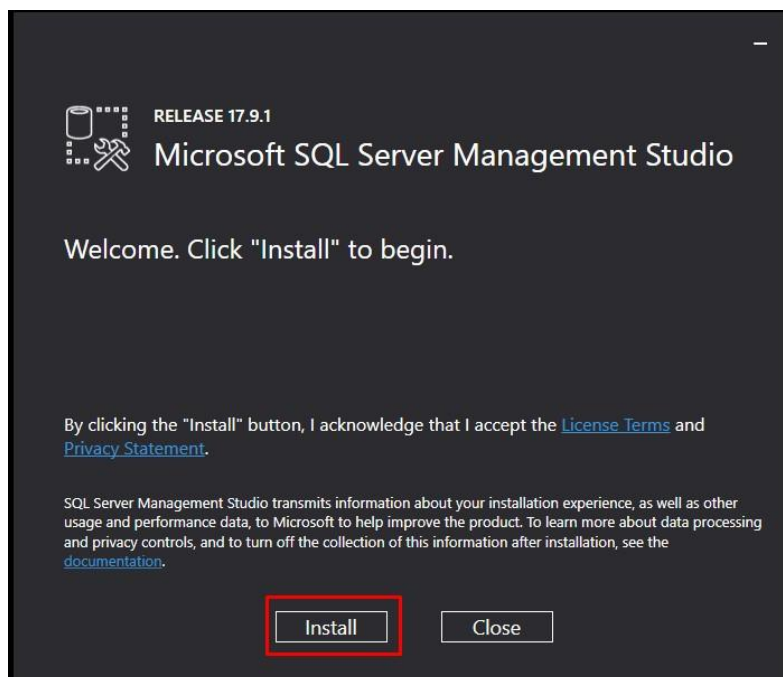 RELEASE 17.9.1
Microsoft SQL Server Management Studio
Welcome. Click "Install" to begin.
By clicking the "Install" button, I acknowledge that I accept the License Terms and
Privacy Statement.
SQL Server Management Studio transmits information about your installation experience, as well as other
usage and performance data, to Microsoft to help improve the product. To learn more about data processing
and privacy controls, and to turn off the collection of this information after installation, see the
documentation.
Install
Close